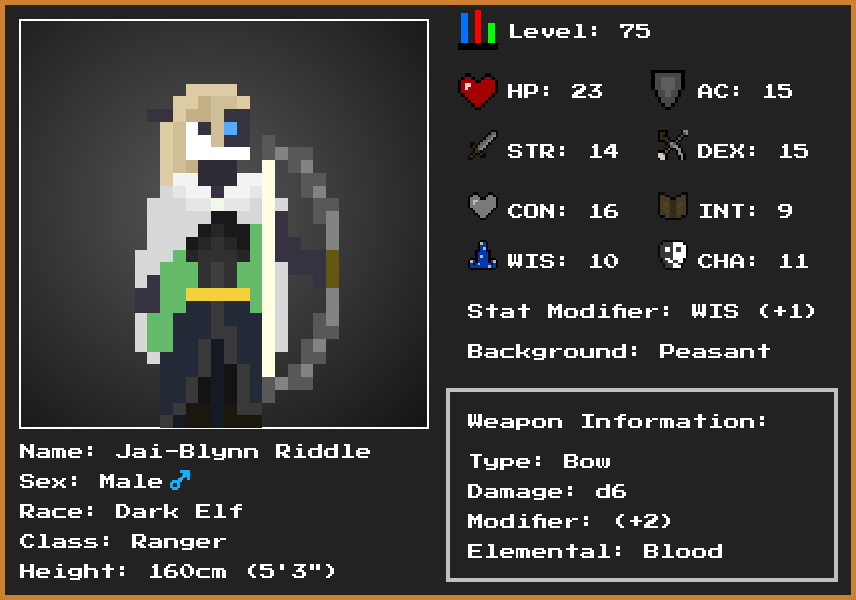 Level: 75
HP: 23
AC: 15
STR: 14
DEX: 15
CON: 16
INT: 9
WIS: 10
CHA: 11
Stat Modifier: WIS (+1)
Background: Peasant
Weapon Information:
Type: Bow
Damage: d6
Modifier: (+2)
Elemental: Blood
Name: Jai-Blynn Riddle
Sex: Male ♂
Race: Dark Elf
Class: Ranger
Height: 160cm (5'3")